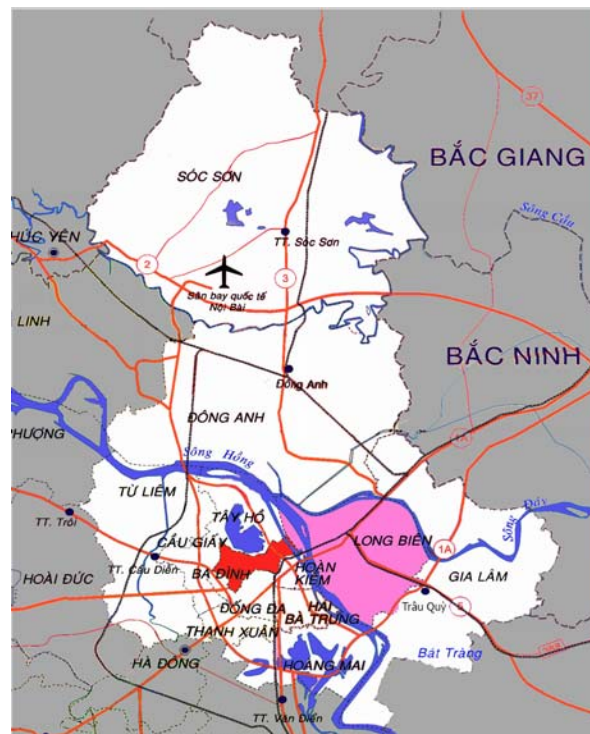 37
BẮC GIANG
SÓC SƠN
Sông Cầu
TT. Sóc Sơn
HÚC YÊN
2
3
Sân bay quốc tế
Nội Bài
LINH
BẮC NINH
Đông Anh
ĐÔNG ANH
PHƯỢNG
1A
Sông Hồng
TỪ LIÊM
Sông Đáy
TT. Trôi
TÂY HỒ
LONG BIÊN
CẦU GIẤY
1A
TT. Cầu Diễn
BA ĐÌNH
HOÀN
KIẾM
GIA LÂM
HOÀI ĐỨC
ĐỐNG ĐA
HAI
BÀ TRƯNG
Trâu Quỳ
5
THANH XUÂN
HÀ ĐÔNG
HOÀNG MAI
Bát Tràng
TT. Văn Điển